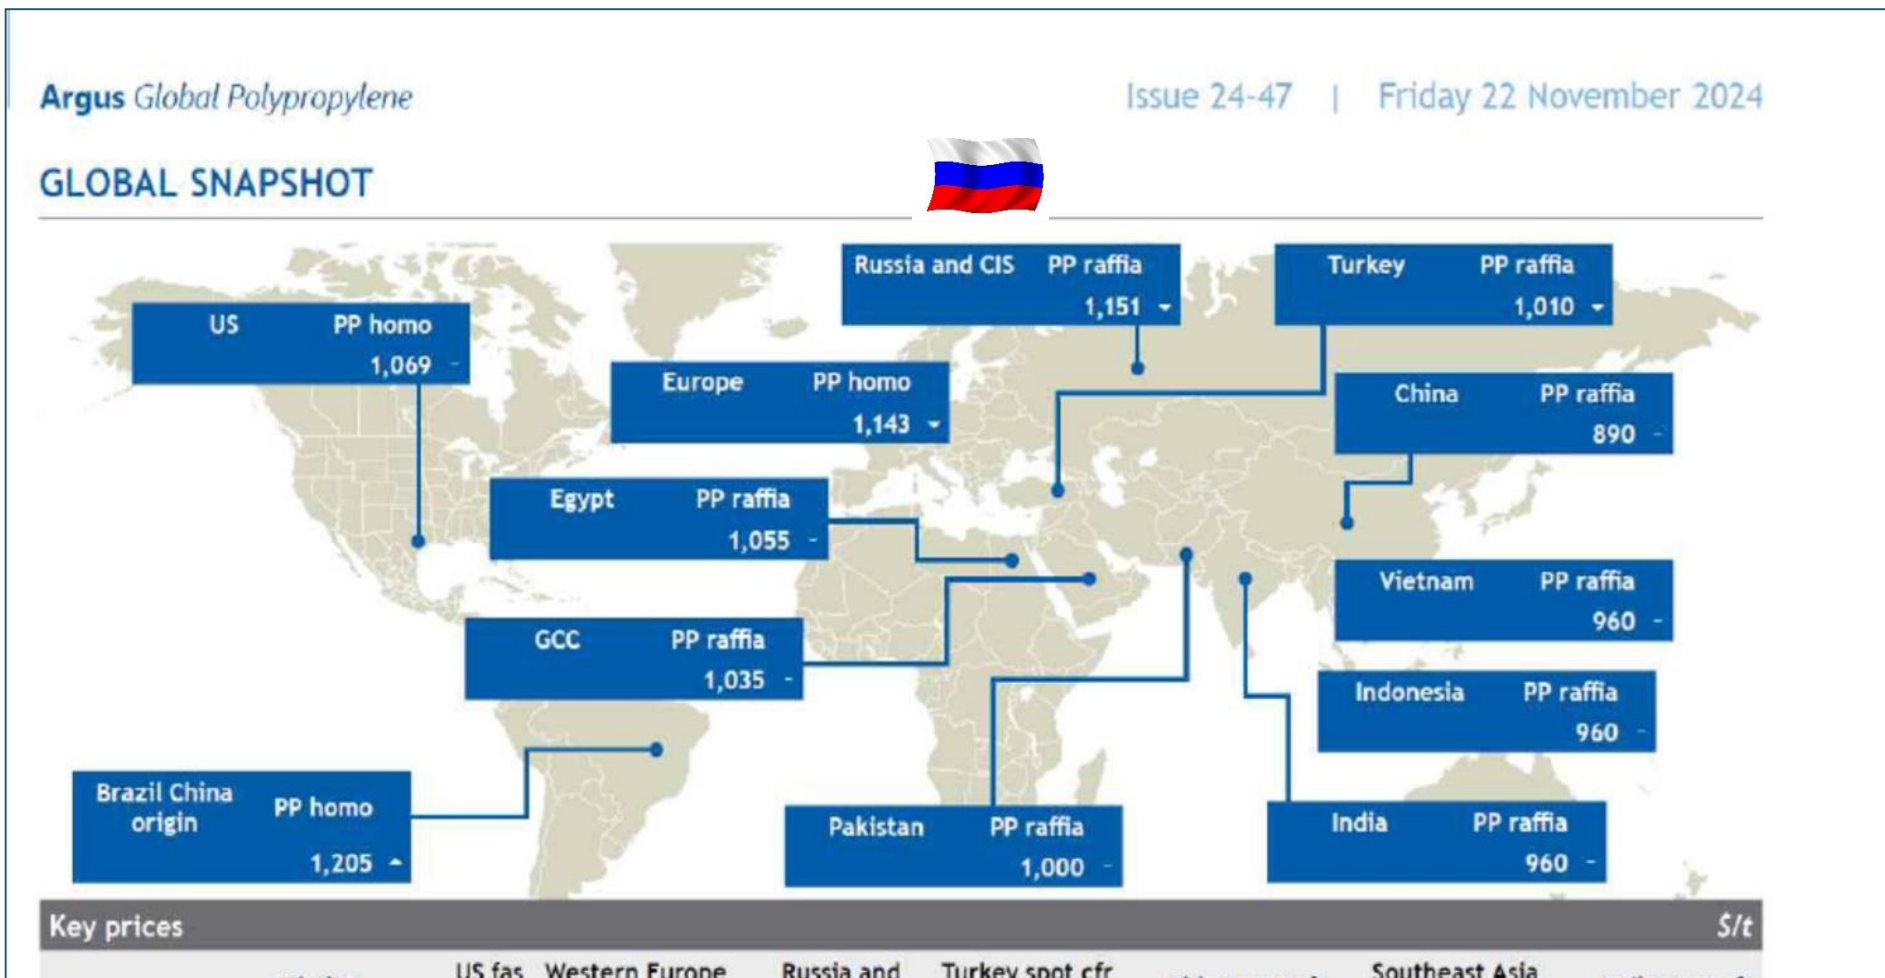 Argus Global Polypropylene
Issue 24-47 | Friday 22 November 2024
GLOBAL SNAPSHOT
Russia and CIS PP raffia
1,151
Turkey PP raffia
1,010
US PP homo
1,069 -
Europe PP homo
1,143
China PP raffia
890 -
Egypt PP raffia
1,055 -
Vietnam PP raffia
960 -
GCC PP raffia
1,035 -
Indonesia PP raffia
960 -
Brazil China
origin
PP homo
1,205
Pakistan PP raffia
1,000 -
India PP raffia
960 -
Key prices $/t
US fas Western Europe Russia and Turkey spot cfr Southeast Asia